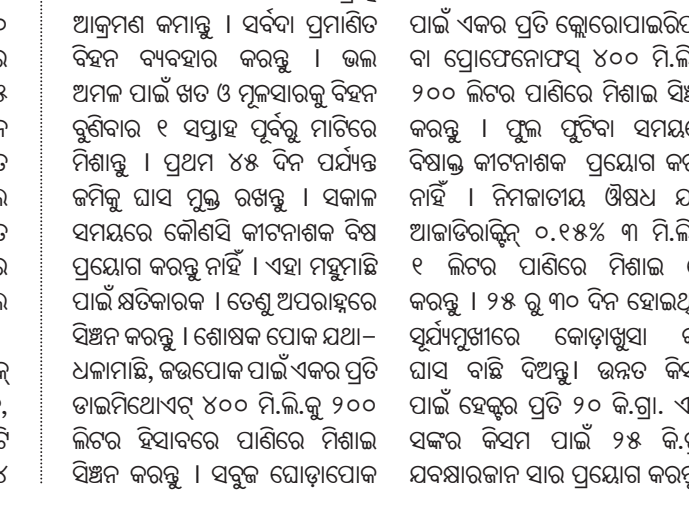 ଆକ୍ରମଣ କମାନ୍ତୁ । ସର୍ବଦା ପ୍ରମାଣିତ
ବିହନ ବ୍ୟବହାର କରନ୍ତୁ । ଭଲ
ଅମଳ ପାଇଁ ଖତ ଓ ମୂଳସାରକୁ ବିହନ
ବୁଣିବାର ୧ ସପ୍ତାହ ପୂର୍ବରୁ ମାଟିରେ
ମିଶାନ୍ତୁ । ପ୍ରଥମ ୪୫ ଦିନ ପର୍ଯ୍ୟନ୍ତ
ଜମିକୁ ଘାସ ମୁକ୍ତ ରଖନ୍ତୁ । ସକାଳ
ସମୟରେ କୌଣସି କୀଟନାଶକ ବିଷ
ପ୍ରୟୋଗ କରନ୍ତୁ ନାହିଁ । ଏହା ମହୁମାଛି
ପାଇଁ କ୍ଷତିକାରକ । ତେଣୁ ଅପରାହ୍ନରେ
ସିଞ୍ଚନ କରନ୍ତୁ । ଶୋଷକ ପୋକ ଯଥା–
ଧଳାମାଛି, ଜଉପୋକ ପାଇଁ ଏକର ପ୍ରତି
ଡାଇମିଥୋଏଟ୍ ୪୦୦ ମି.ଲି.କୁ ୨୦୦
ଲିଟର ହିସାବରେ ପାଣିରେ ମିଶାଇ
ସିଞ୍ଚନ କରନ୍ତୁ । ସବୁଜ ଘୋଡ଼ାପୋକ
ପାଇଁ ଏକର ପ୍ରତି
ବା ପ୍ରୋଫେନୋଫସ୍ ୪୦୦
୨୦୦ ଲିଟର ପାଣିରେ ମିଶାଇ
କରନ୍ତୁ । ଫୁଲ ଫୁଟିବା
ବିଷାକ୍ତ କୀଟନାଶକ ପ୍ରୟୋଗ
ନାହିଁ । ନିମଜାତୀୟ ଔଷଧ
ଆଜାଡିରାକ୍ଟିନ୍ ୦.୧୫% ୩
୧ ଲିଟର ପାଣିରେ ମିଶାଇ
କରନ୍ତୁ । ୨୫ ରୁ ୩୦ ଦିନ
ସୂର୍ଯ୍ୟମୁଖୀରେ କୋଡ଼ାଖୁସା
ଘାସ ବାଛି ଦିଅନ୍ତୁ। ଉନ୍ନତ
ପାଇଁ ହେକ୍ଟର ପ୍ରତି ୨୦ କି.ଗ୍ରା.
ସଙ୍କର କିସମ ପାଇଁ ୨୫
ଯବକ୍ଷାରଜାନ ସାର ପ୍ରୟୋଗ